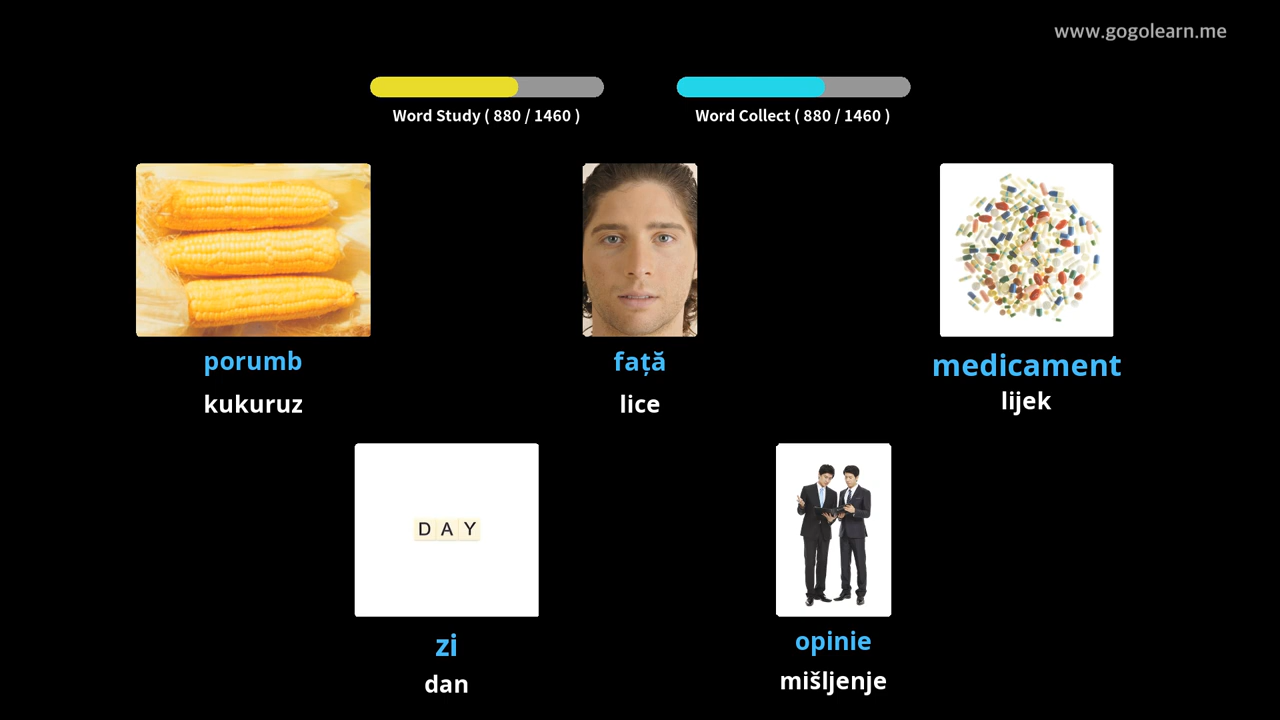 www.gogolearn.me
Word Study ( 880 / 1460 )
Word Collect ( 880 / 1460 )
porumb
kukuruz
față
lice
medicament
lijek
DAY
zi
dan
opinie
mišljenje